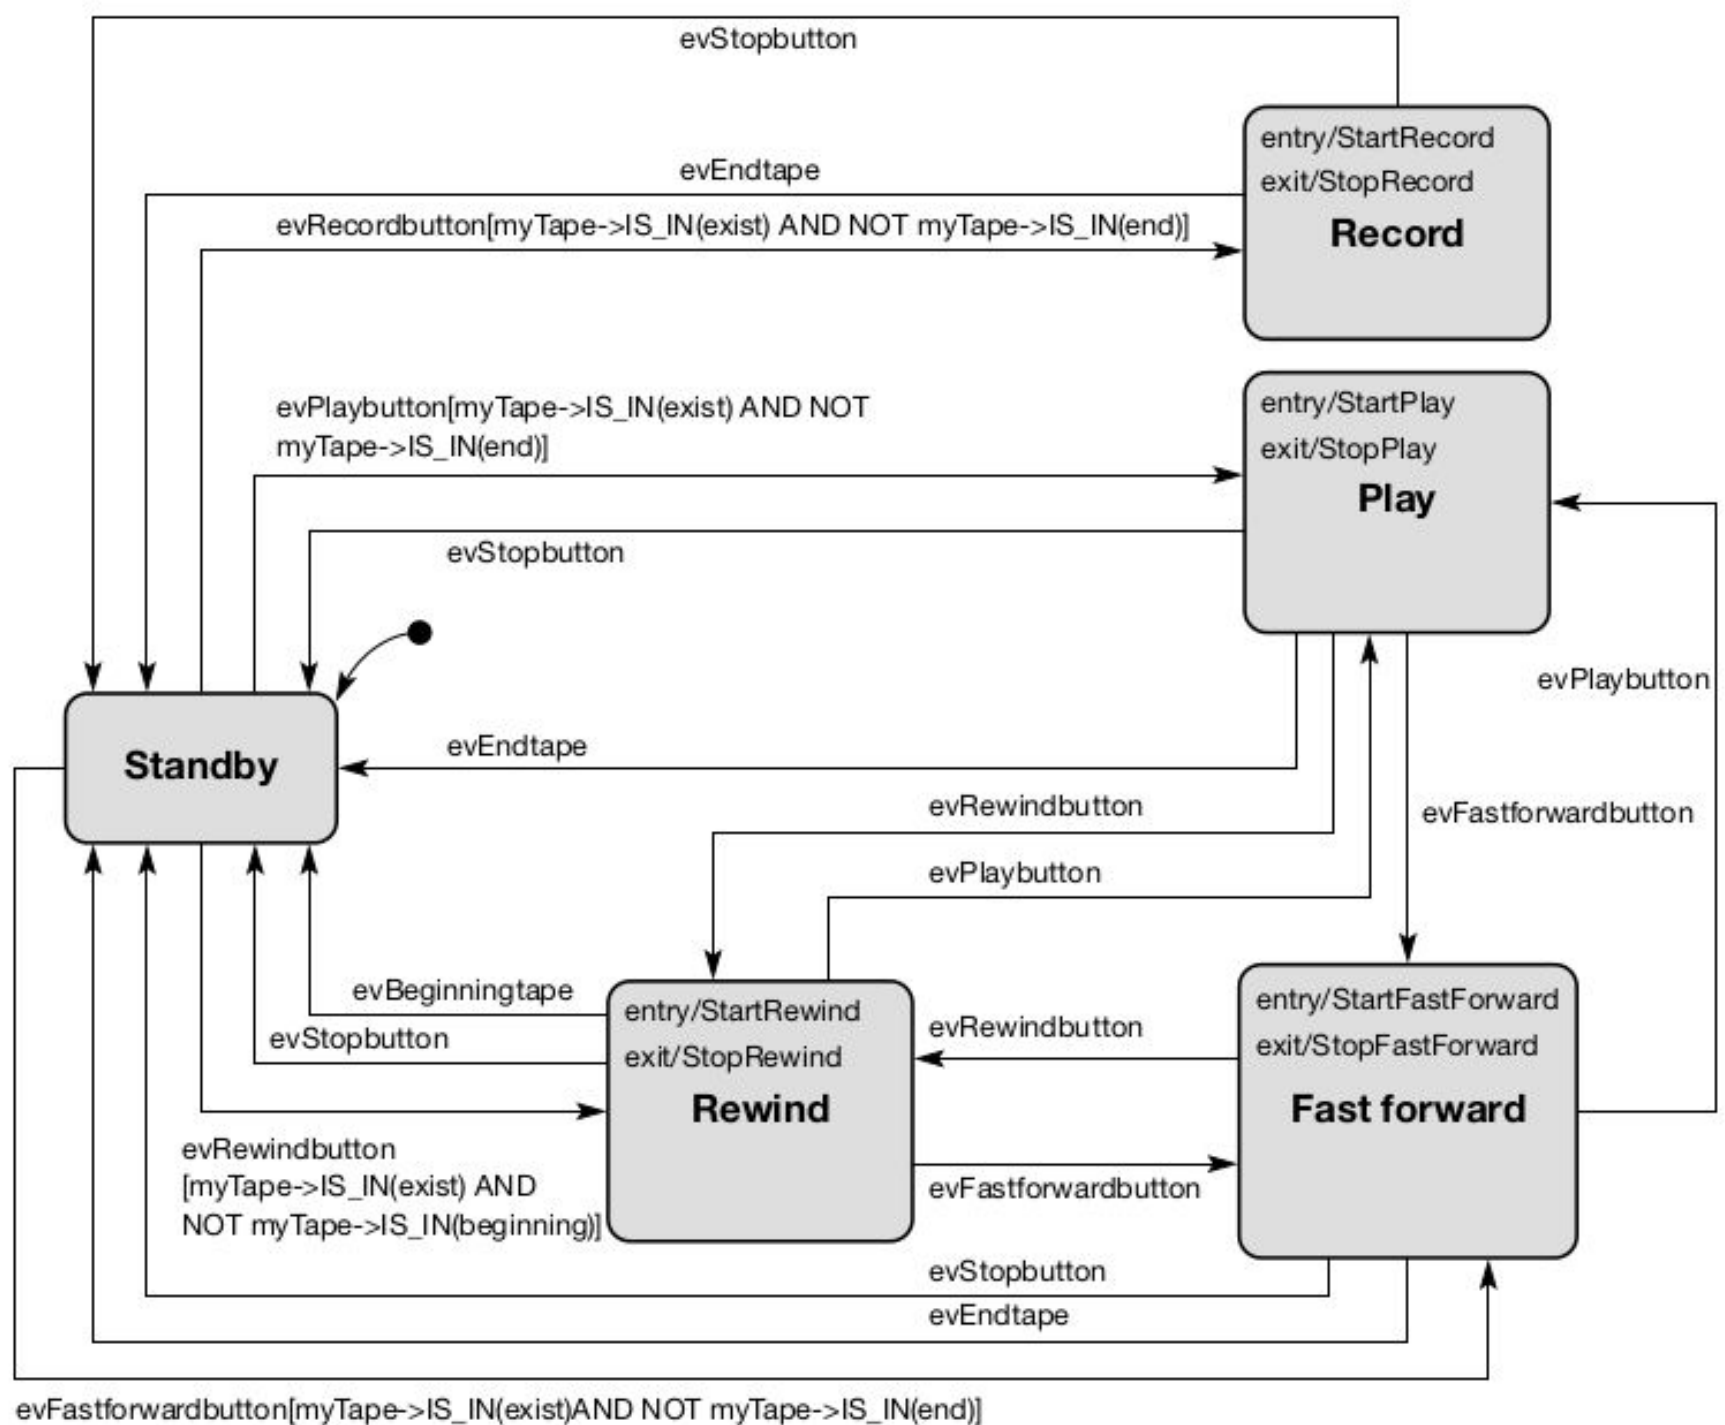 evStopbutton
entry/StartRecord
exit/StopRecord
Record
evEndtape
evRecordbutton[myTape->IS_IN(exist) AND NOT myTape->IS_IN(end)]
evPlaybutton[myTape->IS_IN(exist) AND NOT
myTape->IS_IN(end)]
entry/StartPlay
exit/StopPlay
Play
evStopbutton
evPlaybutton
Standby
evEndtape
evRewindbutton
evFastforwardbutton
evPlaybutton
evBeginningtape
evStopbutton
entry/StartRewind
exit/StopRewind
Rewind
evRewindbutton
entry/StartFastForward
exit/StopFastForward
Fast forward
evRewindbutton
[myTape->IS_IN(exist) AND
NOT myTape->IS_IN(beginning)]
evFastforwardbutton
evStopbutton
evEndtape
evFastforwardbutton[myTape->IS_IN(exist)AND NOT myTape->IS_IN(end)]